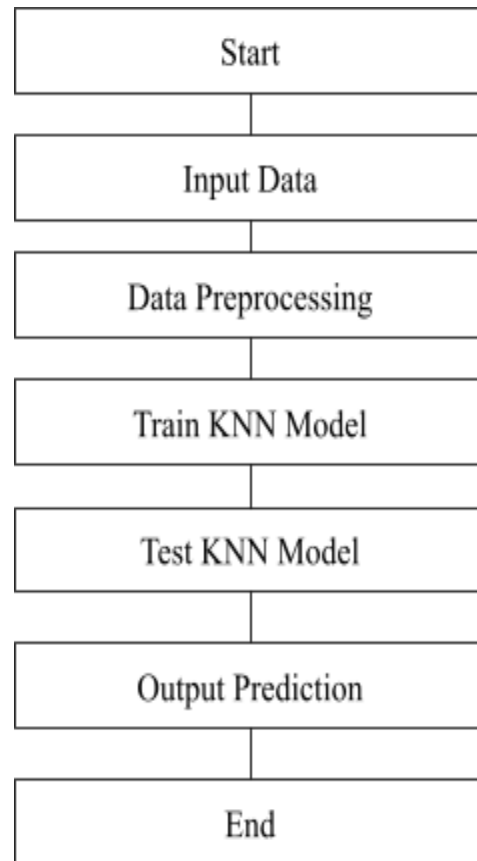 Start
Input Data
Data Preprocessing
Train KNN Model
Test KNN Model
Output Prediction
End